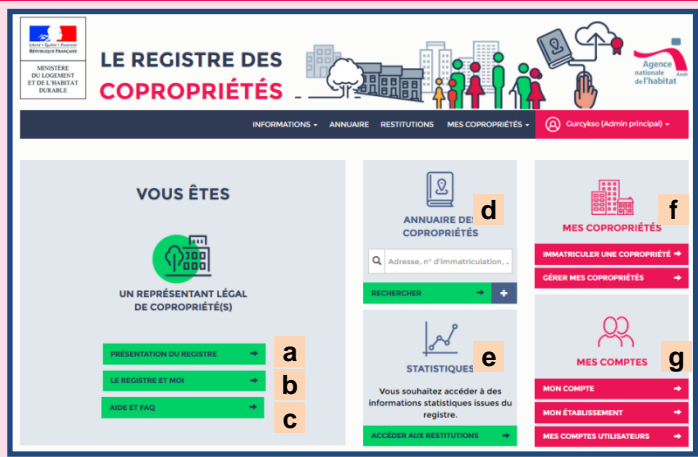 Liberté • Égalité • Fraternité
RÉPUBLIQUE FRANÇAISE
MINISTÈRE
DU LOGEMENT
ET DE L'HABITAT
DURABLE
LE REGISTRE DES
COPROPRIÉTÉS
Agence
nationale
de l'habitat
Anah
INFORMATIONS
ANNUAIRE
RESTITUTIONS
MES COPROPRIÉTÉS
Gurcykso (Admin principal)
VOUS ÊTES
UN REPRÉSENTANT LÉGAL
DE COPROPRIÉTÉ(S)
PRÉSENTATION DU REGISTRE → a
LE REGISTRE ET MOI → b
AIDE ET FAQ → c
d
ANNUAIRE DES
COPROPRIÉTÉS
Adresse, n° d'immatriculation, .
RECHERCHER → +
e
STATISTIQUES
Vous souhaitez accéder à des
informations statistiques issues du
registre.
ACCÉDER AUX RESTITUTIONS →
f
MES COPROPRIÉTÉS
IMMATRICULER UNE COPROPRIÉTÉ →
GÉRER MES COPROPRIÉTÉS →
MES COMPTES
g
MON COMPTE →
MON ÉTABLISSEMENT →
MES COMPTES UTILISATEURS →